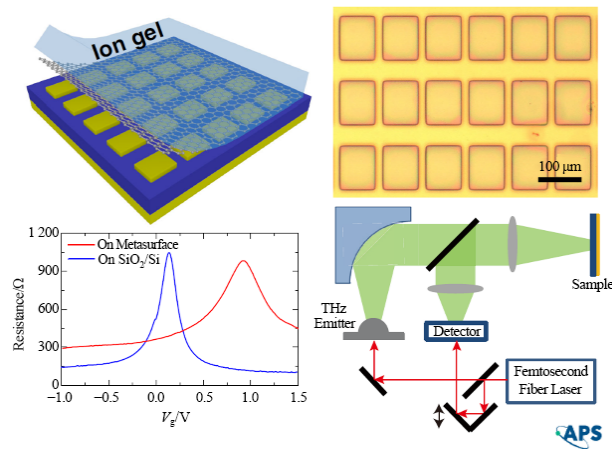 Ion gel
100 μm
1 200
900
600
300
0
Resistance/Ω
On Metasurface
On SiO2/Si
-1.0
-0.5
0.0
0.5
1.0
1.5
Vg/V
THz
Emitter
Detector
Sample
Femtosecond
Fiber Laser
APS